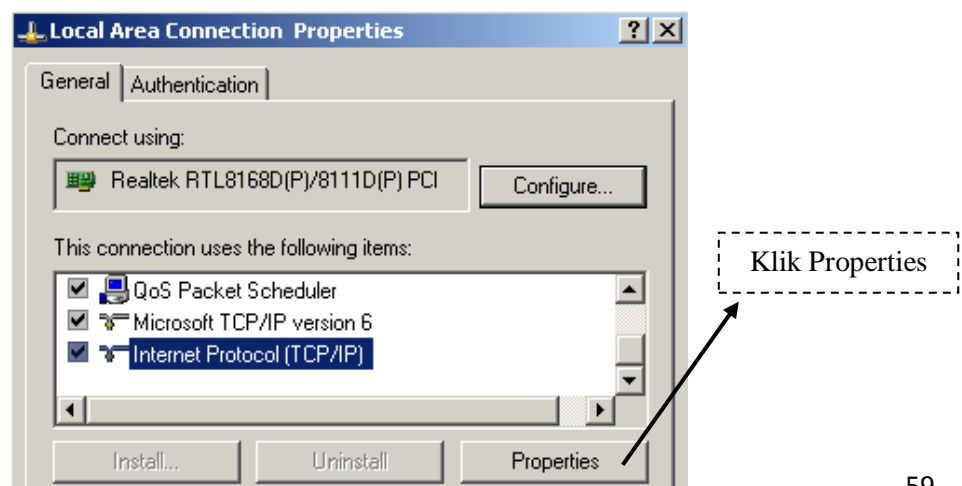 Local Area Connection Properties
General
Authentication
Connect using:
Realtek RTL8168D(P)/8111D(P) PCI
Configure...
This connection uses the following items:
QoS Packet Scheduler
Microsoft TCP/IP version 6
Internet Protocol (TCP/IP)
Install...
Uninstall
Properties
Klik Properties
59